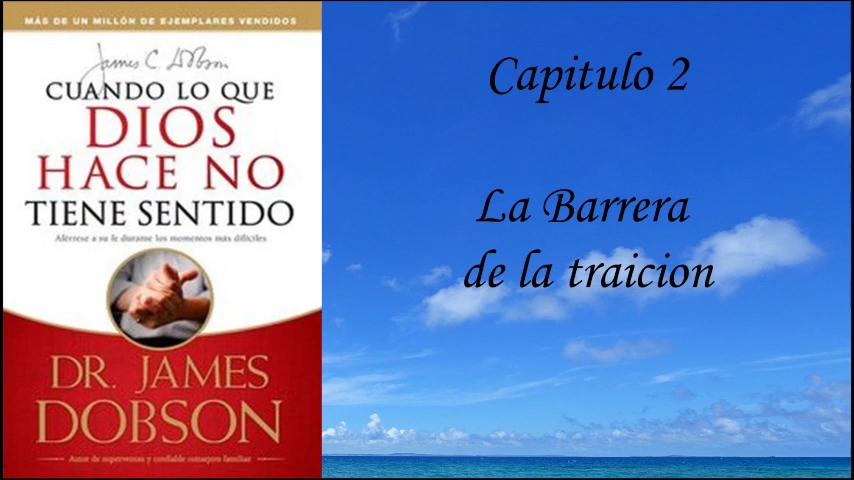 MÁS DE UN MILLÓN DE EJEMPLARES VENDIDOS
James C. Dobson
CUANDO LO QUE
DIOS
HACE NO
TIENE SENTIDO
Aférrese a su fe durante los momentos más difíciles
DR. JAMES
DOBSON
Autor de superventas y confiable consejero familiar
Capitulo 2
La Barrera
de la traicion